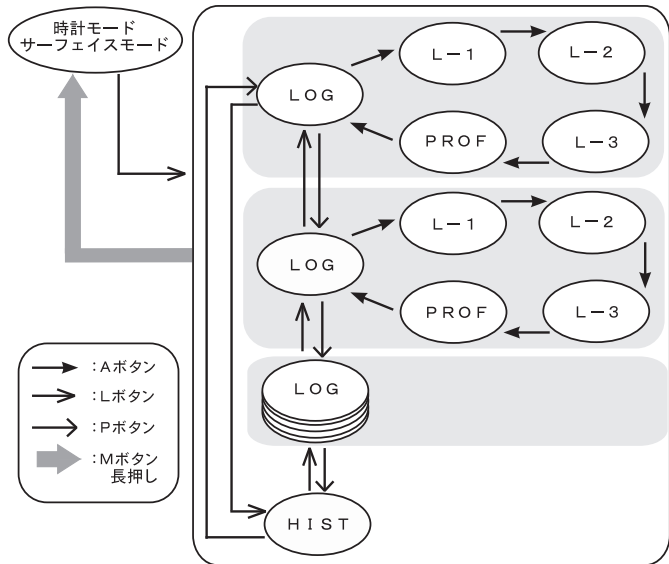 時計モード
サーフェイスモード
LOG
L−1
L−2
L−3
PROF
LOG
L−1
L−2
L−3
PROF
LOG
HIST
:Aボタン
:Lボタン
:Pボタン
:Mボタン
長押し